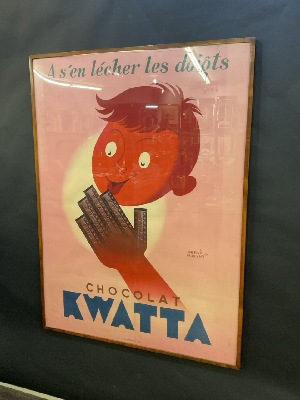 A s'en lécher les doigts
CHOCOLAT
KWATTA